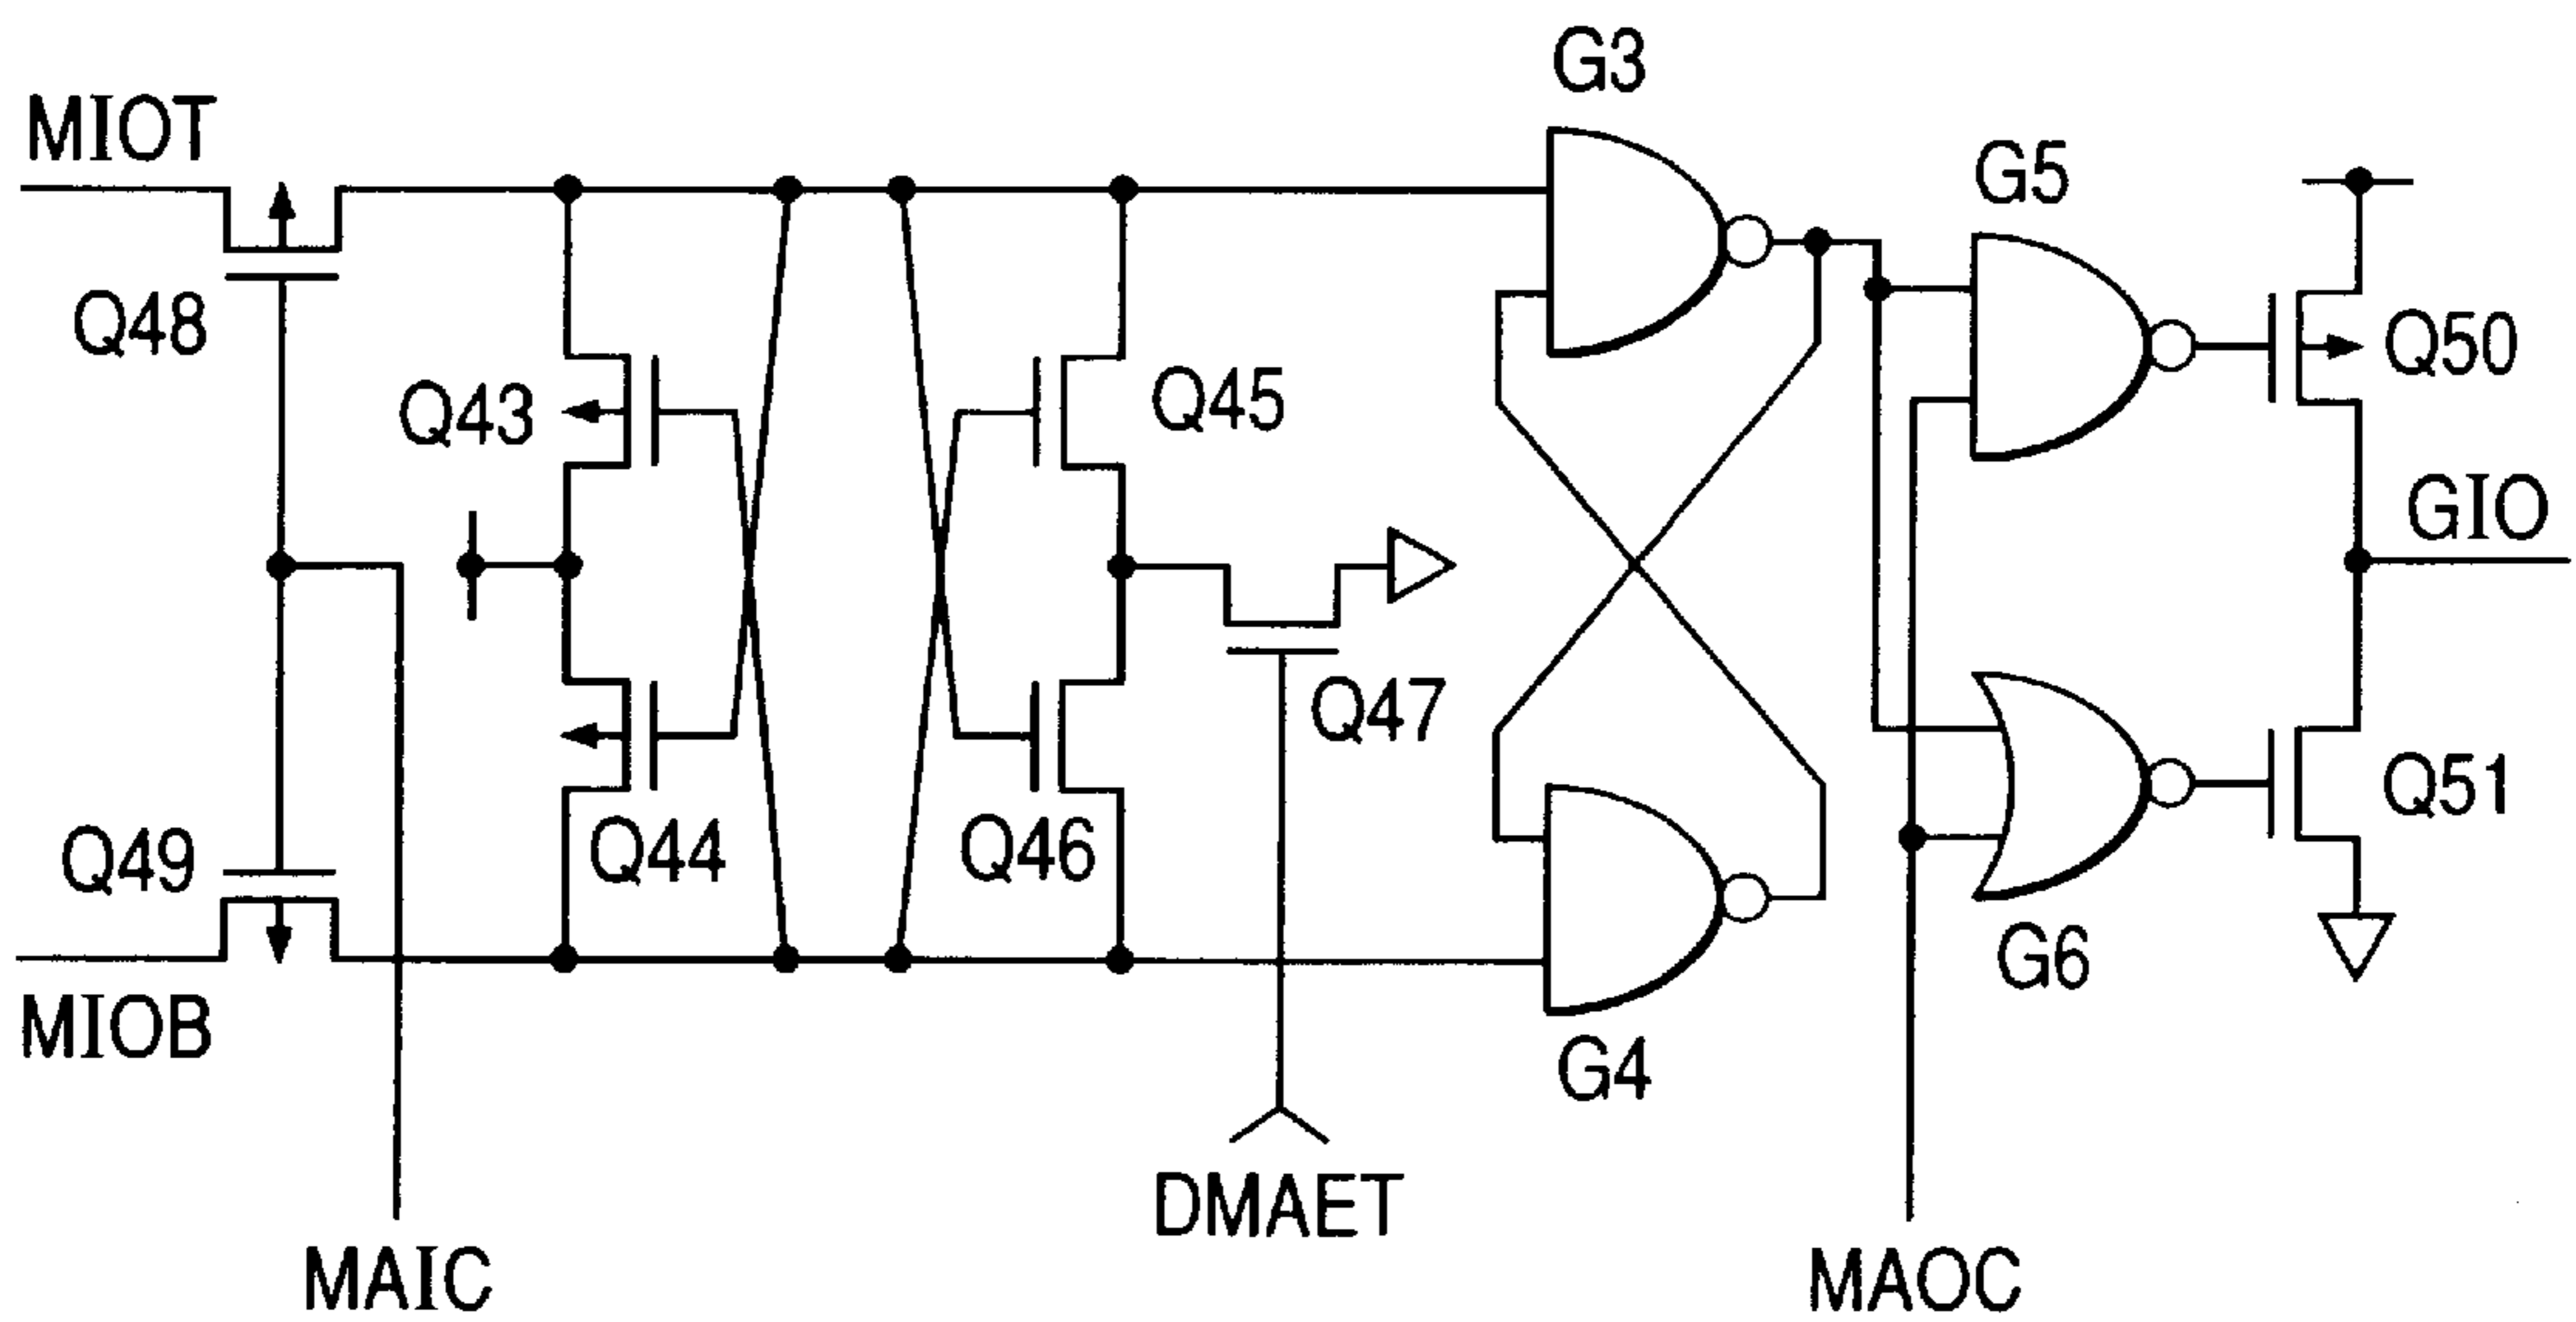 G3
MIOT
G5
Q48
Q43
Q45
Q50
GIO
Q47
Q49
Q44
Q46
Q51
G6
MIOB
G4
DMAET
MAIC
MAOC